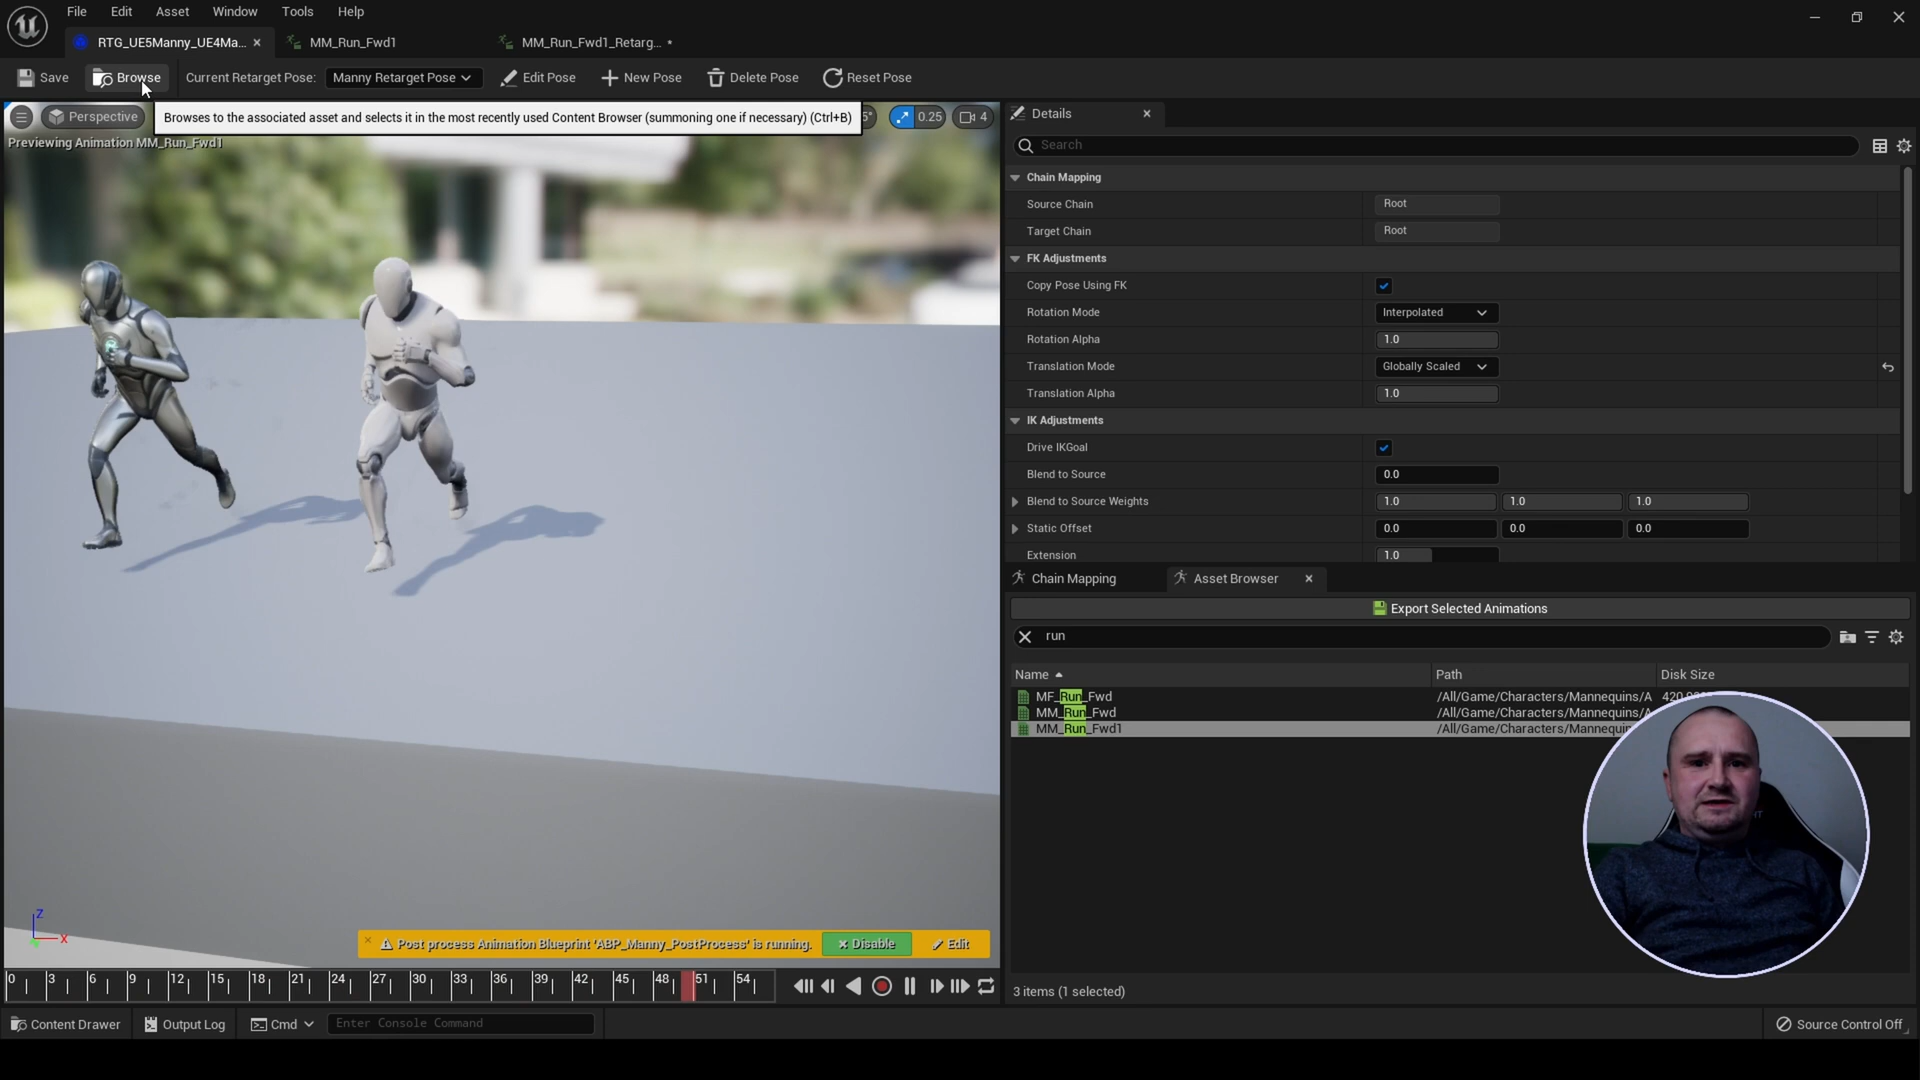 File Edit Asset Window Tools Help
RTG_UE5Manny_UE4Ma... MM_Run_Fwd1 MM_Run_Fwd1_Retarg... *
Save Browse Current Retarget Pose: Manny Retarget Pose Edit Pose New Pose Delete Pose Reset Pose
Perspective
Browses to the associated asset and selects it in the most recently used Content Browser (summoning one if necessary) (Ctrl+B)
0.25 4
Previewing Animation MM_Run_Fwd1
Details
Search
Chain Mapping
Source Chain Root
Target Chain Root
FK Adjustments
Copy Pose Using FK
Rotation Mode Interpolated
Rotation Alpha 1.0
Translation Mode Globally Scaled
Translation Alpha 1.0
IK Adjustments
Drive IKGoal
Blend to Source 0.0
Blend to Source Weights 1.0 1.0 1.0
Static Offset 0.0 0.0 0.0
Extension 1.0
Chain Mapping Asset Browser
Export Selected Animations
run
Name Path Disk Size
MF_Run_Fwd /All/Game/Characters/Mannequins/A
MM_Run_Fwd /All/Game/Characters/Mannequins/A
MM_Run_Fwd1 /All/Game/Characters/Mannequin
3 items (1 selected)
Z
X
Post process Animation Blueprint 'ABP_Manny_PostProcess' is running. Disable Edit
0 3 6 9 12 15 18 21 24 27 30 33 36 39 42 45 48 51 54
Content Drawer Output Log Cmd Enter Console Command Source Control Off